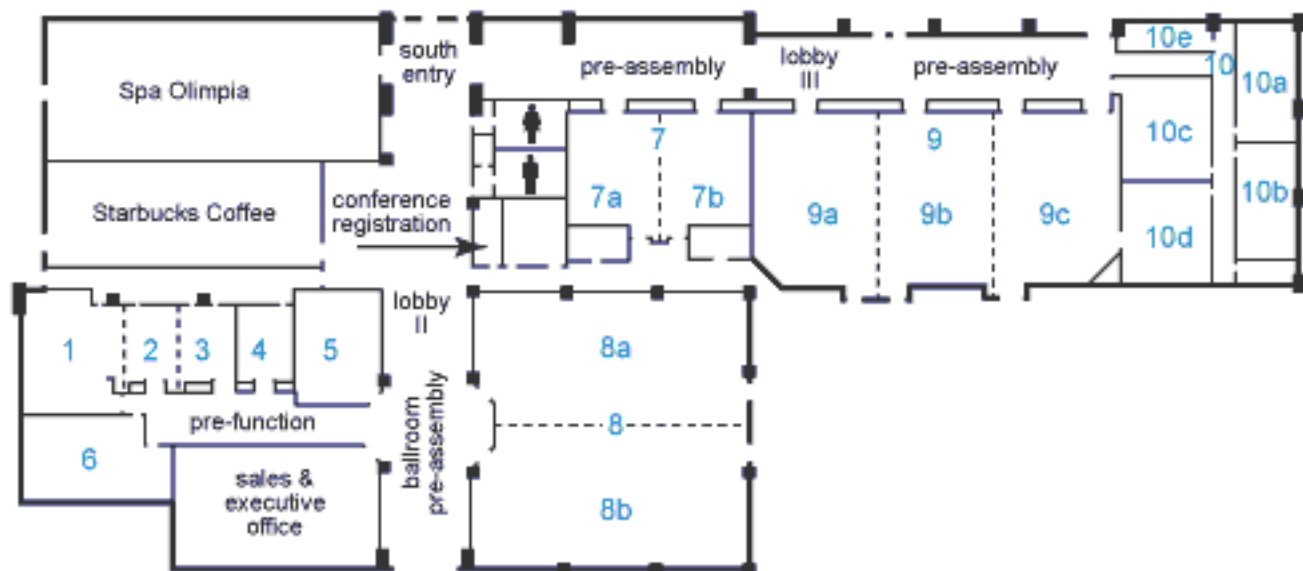 Spa Olimpia
Starbucks Coffee
south
entry
conference
registration
pre-assembly
lobby
III
pre-assembly
7
7a
7b
9
9a
9b
9c
10e
10
10a
10c
10b
10d
lobby
II
1
2
3
4
5
6
pre-function
sales &
executive
office
ballroom
pre-assembly
8a
8
8b